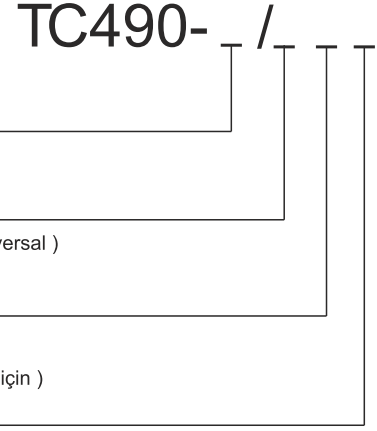 TC490-_ /_ _ _
versal )
için )